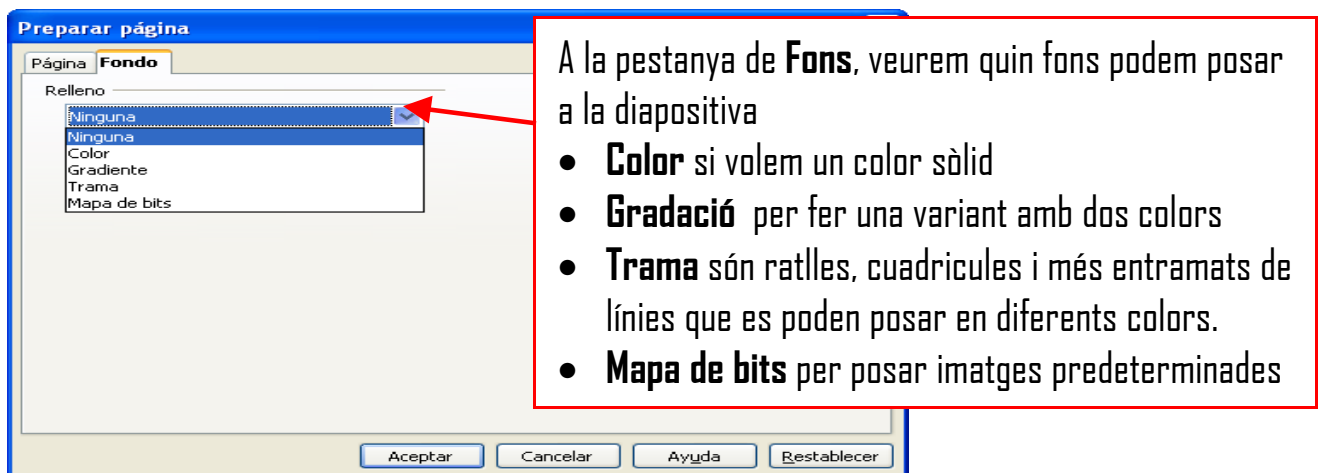 Preparar página
Página Fondo
Relleno
Ninguna
Ninguna
Color
Gradiente
Trama
Mapa de bits
Aceptar Cancelar Ayuda Restablecer
A la pestanya de Fons, veurem quin fons podem posar
a la diapositiva
• Color si volem un color sòlid
• Gradació per fer una variant amb dos colors
• Trama són ratlles, cuadricules i més entramats de
línies que es poden posar en diferents colors.
• Mapa de bits per posar imatges predeterminades